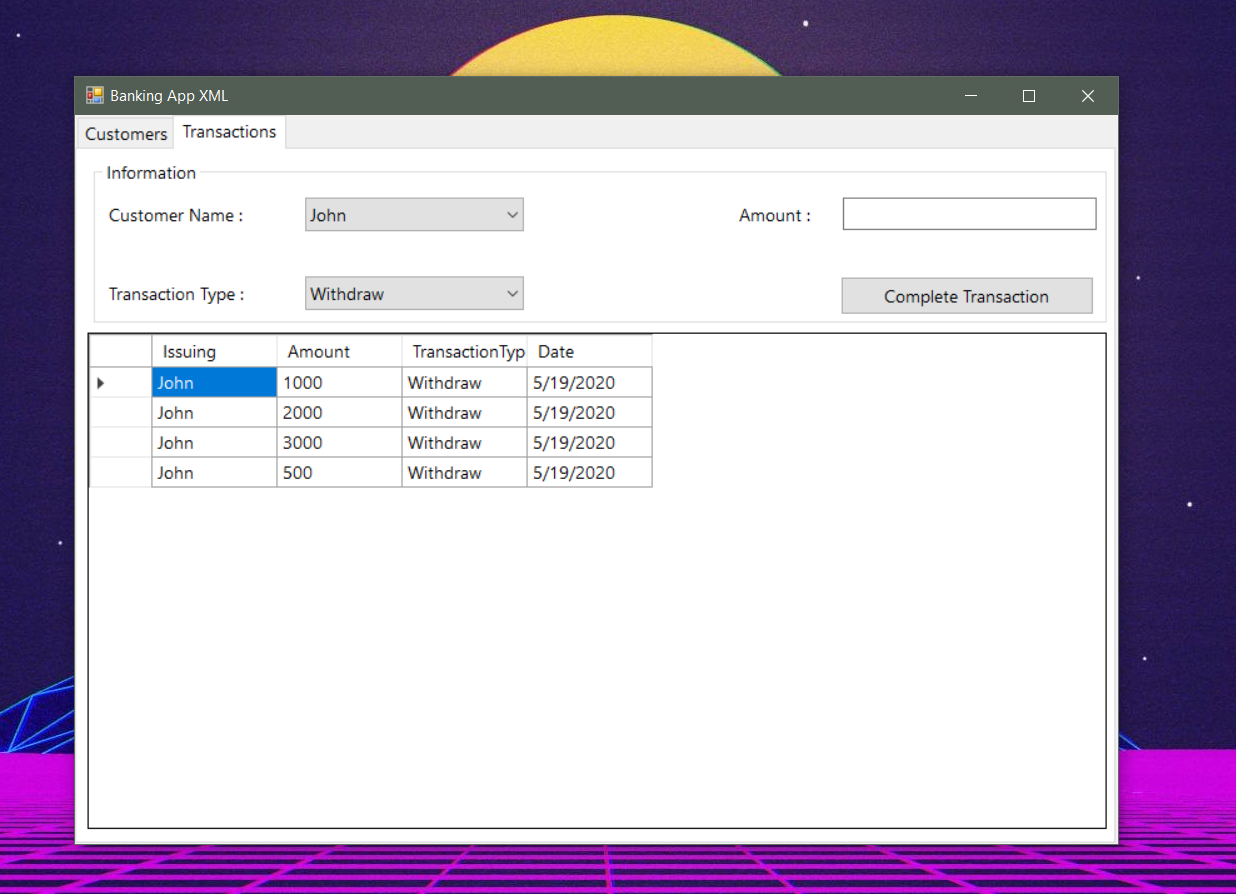 Banking App XML
Customers Transactions
Information
Customer Name : John Amount :
Transaction Type : Withdraw Complete Transaction
Issuing Amount TransactionTyp Date
John 1000 Withdraw 5/19/2020
John 2000 Withdraw 5/19/2020
John 3000 Withdraw 5/19/2020
John 500 Withdraw 5/19/2020